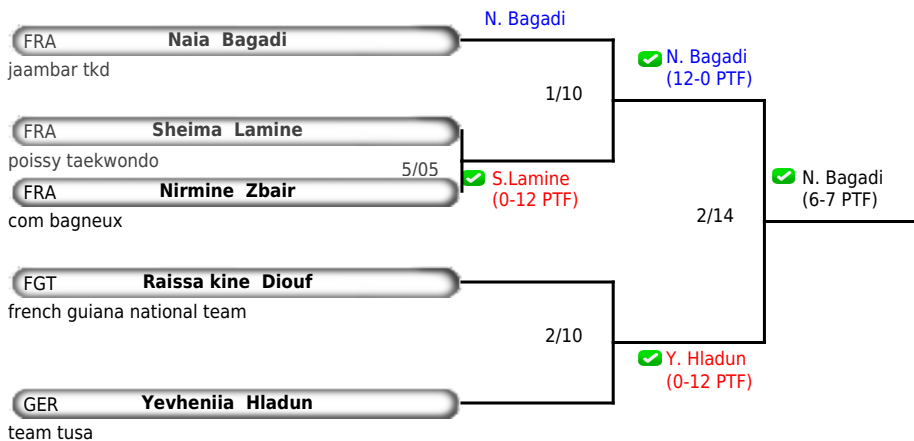 N. Bagadi
FRA Naia Bagadi
jaambar tkd
N. Bagadi
(12-0 PTF)
1/10
FRA Sheima Lamine
poissy taekwondo
5/05
FRA Nirmine Zbair
com bagneux
S.Lamine
(0-12 PTF)
N. Bagadi
(6-7 PTF)
2/14
FGT Raissa kine Diouf
french guiana national team
2/10
Y. Hladun
(0-12 PTF)
GER Yevheniia Hladun
team tusa